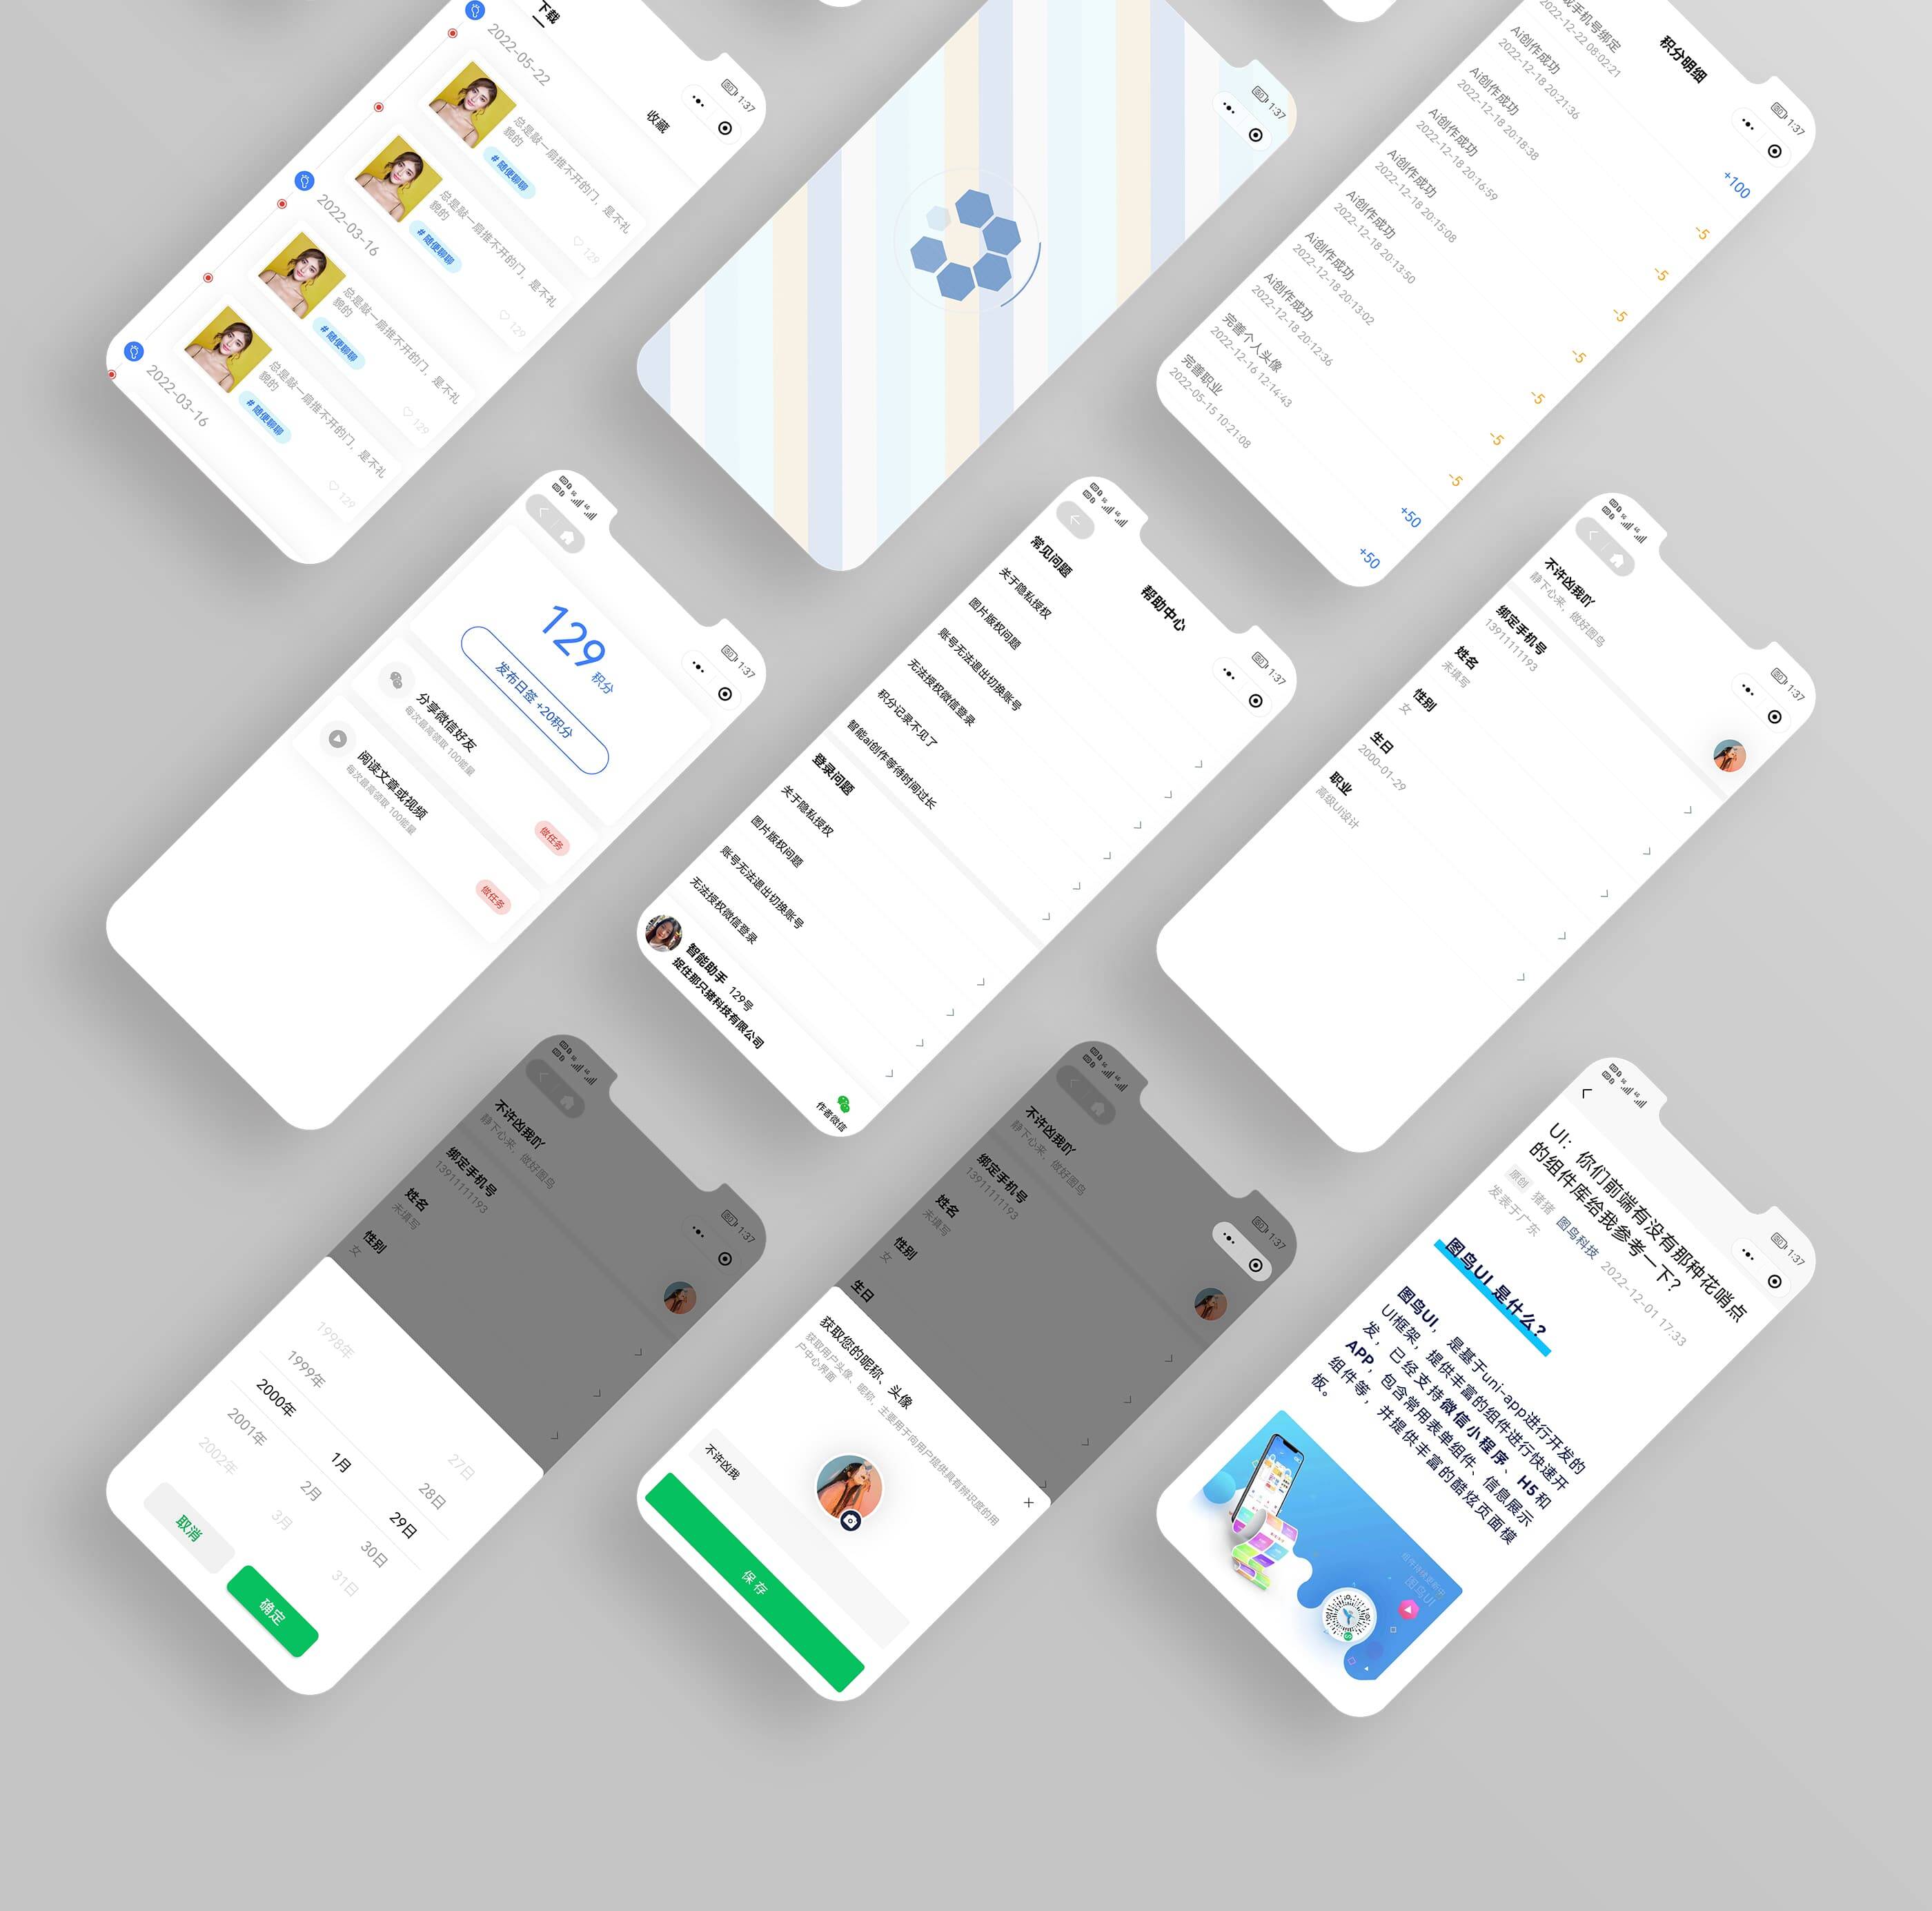 下载
收藏
1:37
2022-05-22
总是敲一扇推不开的门，是不礼
貌的
# 随便聊聊
129
总是敲一扇推不开的门，是不礼
貌的
# 随便聊聊
129
2022-03-16
总是敲一扇推不开的门，是不礼
貌的
# 随便聊聊
129
总是敲一扇推不开的门，是不礼
貌的
# 随便聊聊
129
2022-03-16
1:37
1:37
积分明细
手机号绑定
2022-12-22 08:02:21
+100
Ai创作成功
2022-12-18 20:21:36
-5
Ai创作成功
2022-12-18 20:18:38
-5
Ai创作成功
2022-12-18 20:16:59
-5
Ai创作成功
2022-12-18 20:15:08
-5
Ai创作成功
2022-12-18 20:13:50
-5
Ai创作成功
2022-12-18 20:13:02
-5
Ai创作成功
2022-12-18 20:12:36
-5
完善个人头像
2022-12-16 12:14:43
+50
完善职业
2022-05-15 10:21:08
+50
1:37
129 积分
发布日签 +20积分
分享微信好友
每次最高领取 100能量
做任务
阅读文章或视频
每次最高领取 100能量
做任务
1:37
帮助中心
常见问题
关于隐私授权
图片版权问题
账号无法退出切换账号
无法授权微信登录
积分记录不见了
智能ai创作等待时间过长
登录问题
关于隐私授权
图片版权问题
账号无法退出切换账号
无法授权微信登录
智能助手 129号
捉住那只猪科技有限公司
作者微信
1:37
不许凶我吖
静下心来，做好图鸟
绑定手机号
13911111193
姓名
未填写
性别
女
生日
2000-01-29
职业
高级UI设计
1:37
不许凶我吖
静下心来，做好图鸟
绑定手机号
13911111193
姓名
未填写
性别
女
1998年
1999年 27日
28日
2000年 1月 29日
2001年 2月 30日
2002年 3月 31日
取消 确定
1:37
不许凶我吖
静下心来，做好图鸟
绑定手机号
13911111193
姓名
未填写
性别
女
生日
获取您的昵称、头像
获取用户头像、昵称，主要用于向用户提供具有辨识度的用
户中心界面
不许凶我
保 存
1:37
UI：你们前端有没有那种花哨点
的组件库给我参考一下？
原创 猪猪 图鸟科技 2022-12-01 17:33
发表于广东
图鸟UI 是什么？
图鸟UI，是基于uni-app进行开发的
UI框架，提供丰富的组件进行快速开
发，已经支持微信小程序、H5和
APP，包含常用表单组件、信息展示
组件等，并提供丰富的酷炫页面模
板。
图鸟UI